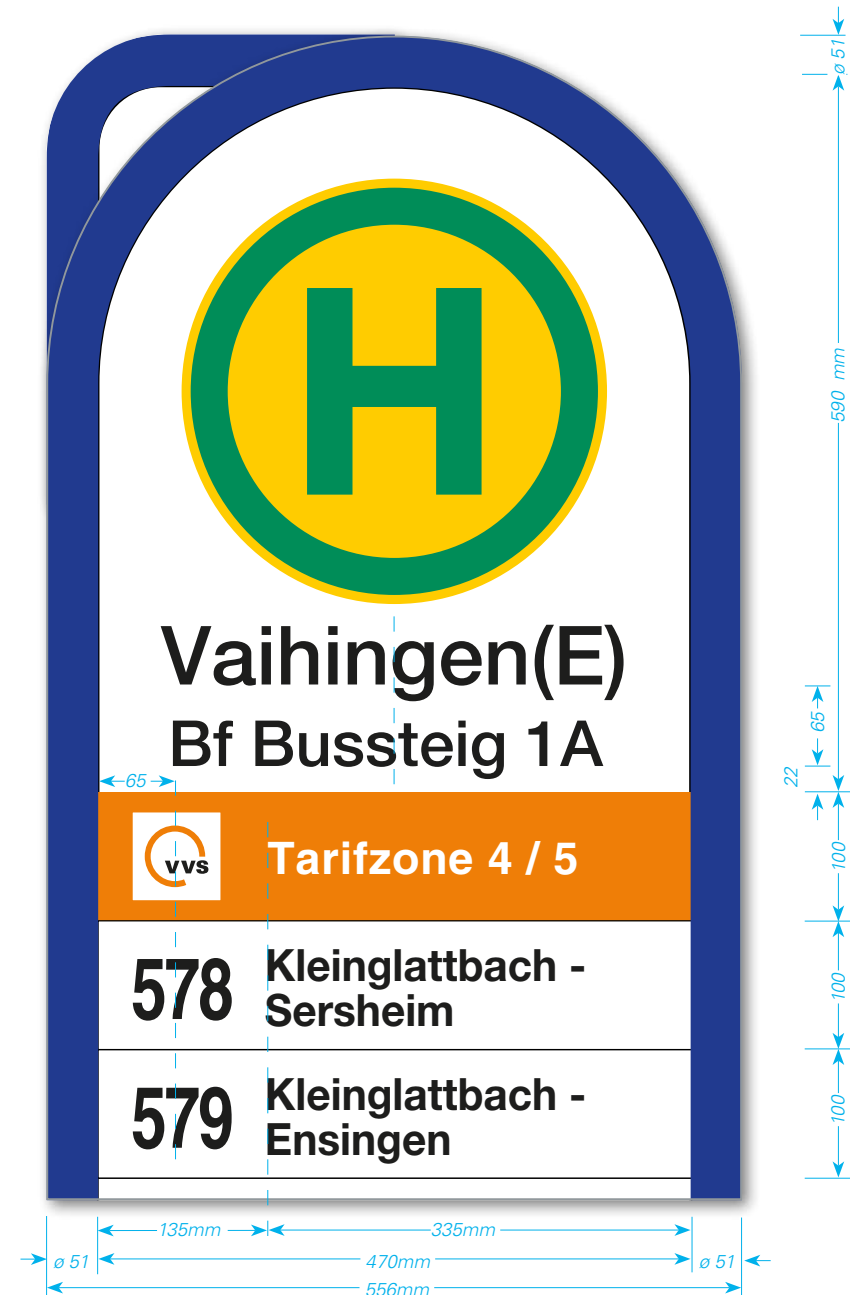 ø 51
H
590 mm
Vaihingen(E)
Bf Bussteig 1A
65
22
65
vvs
Tarifzone 4 / 5
100
578
Kleinglattbach -
Sersheim
100
579
Kleinglattbach -
Ensingen
100
135mm
335mm
ø 51
470mm
ø 51
556mm